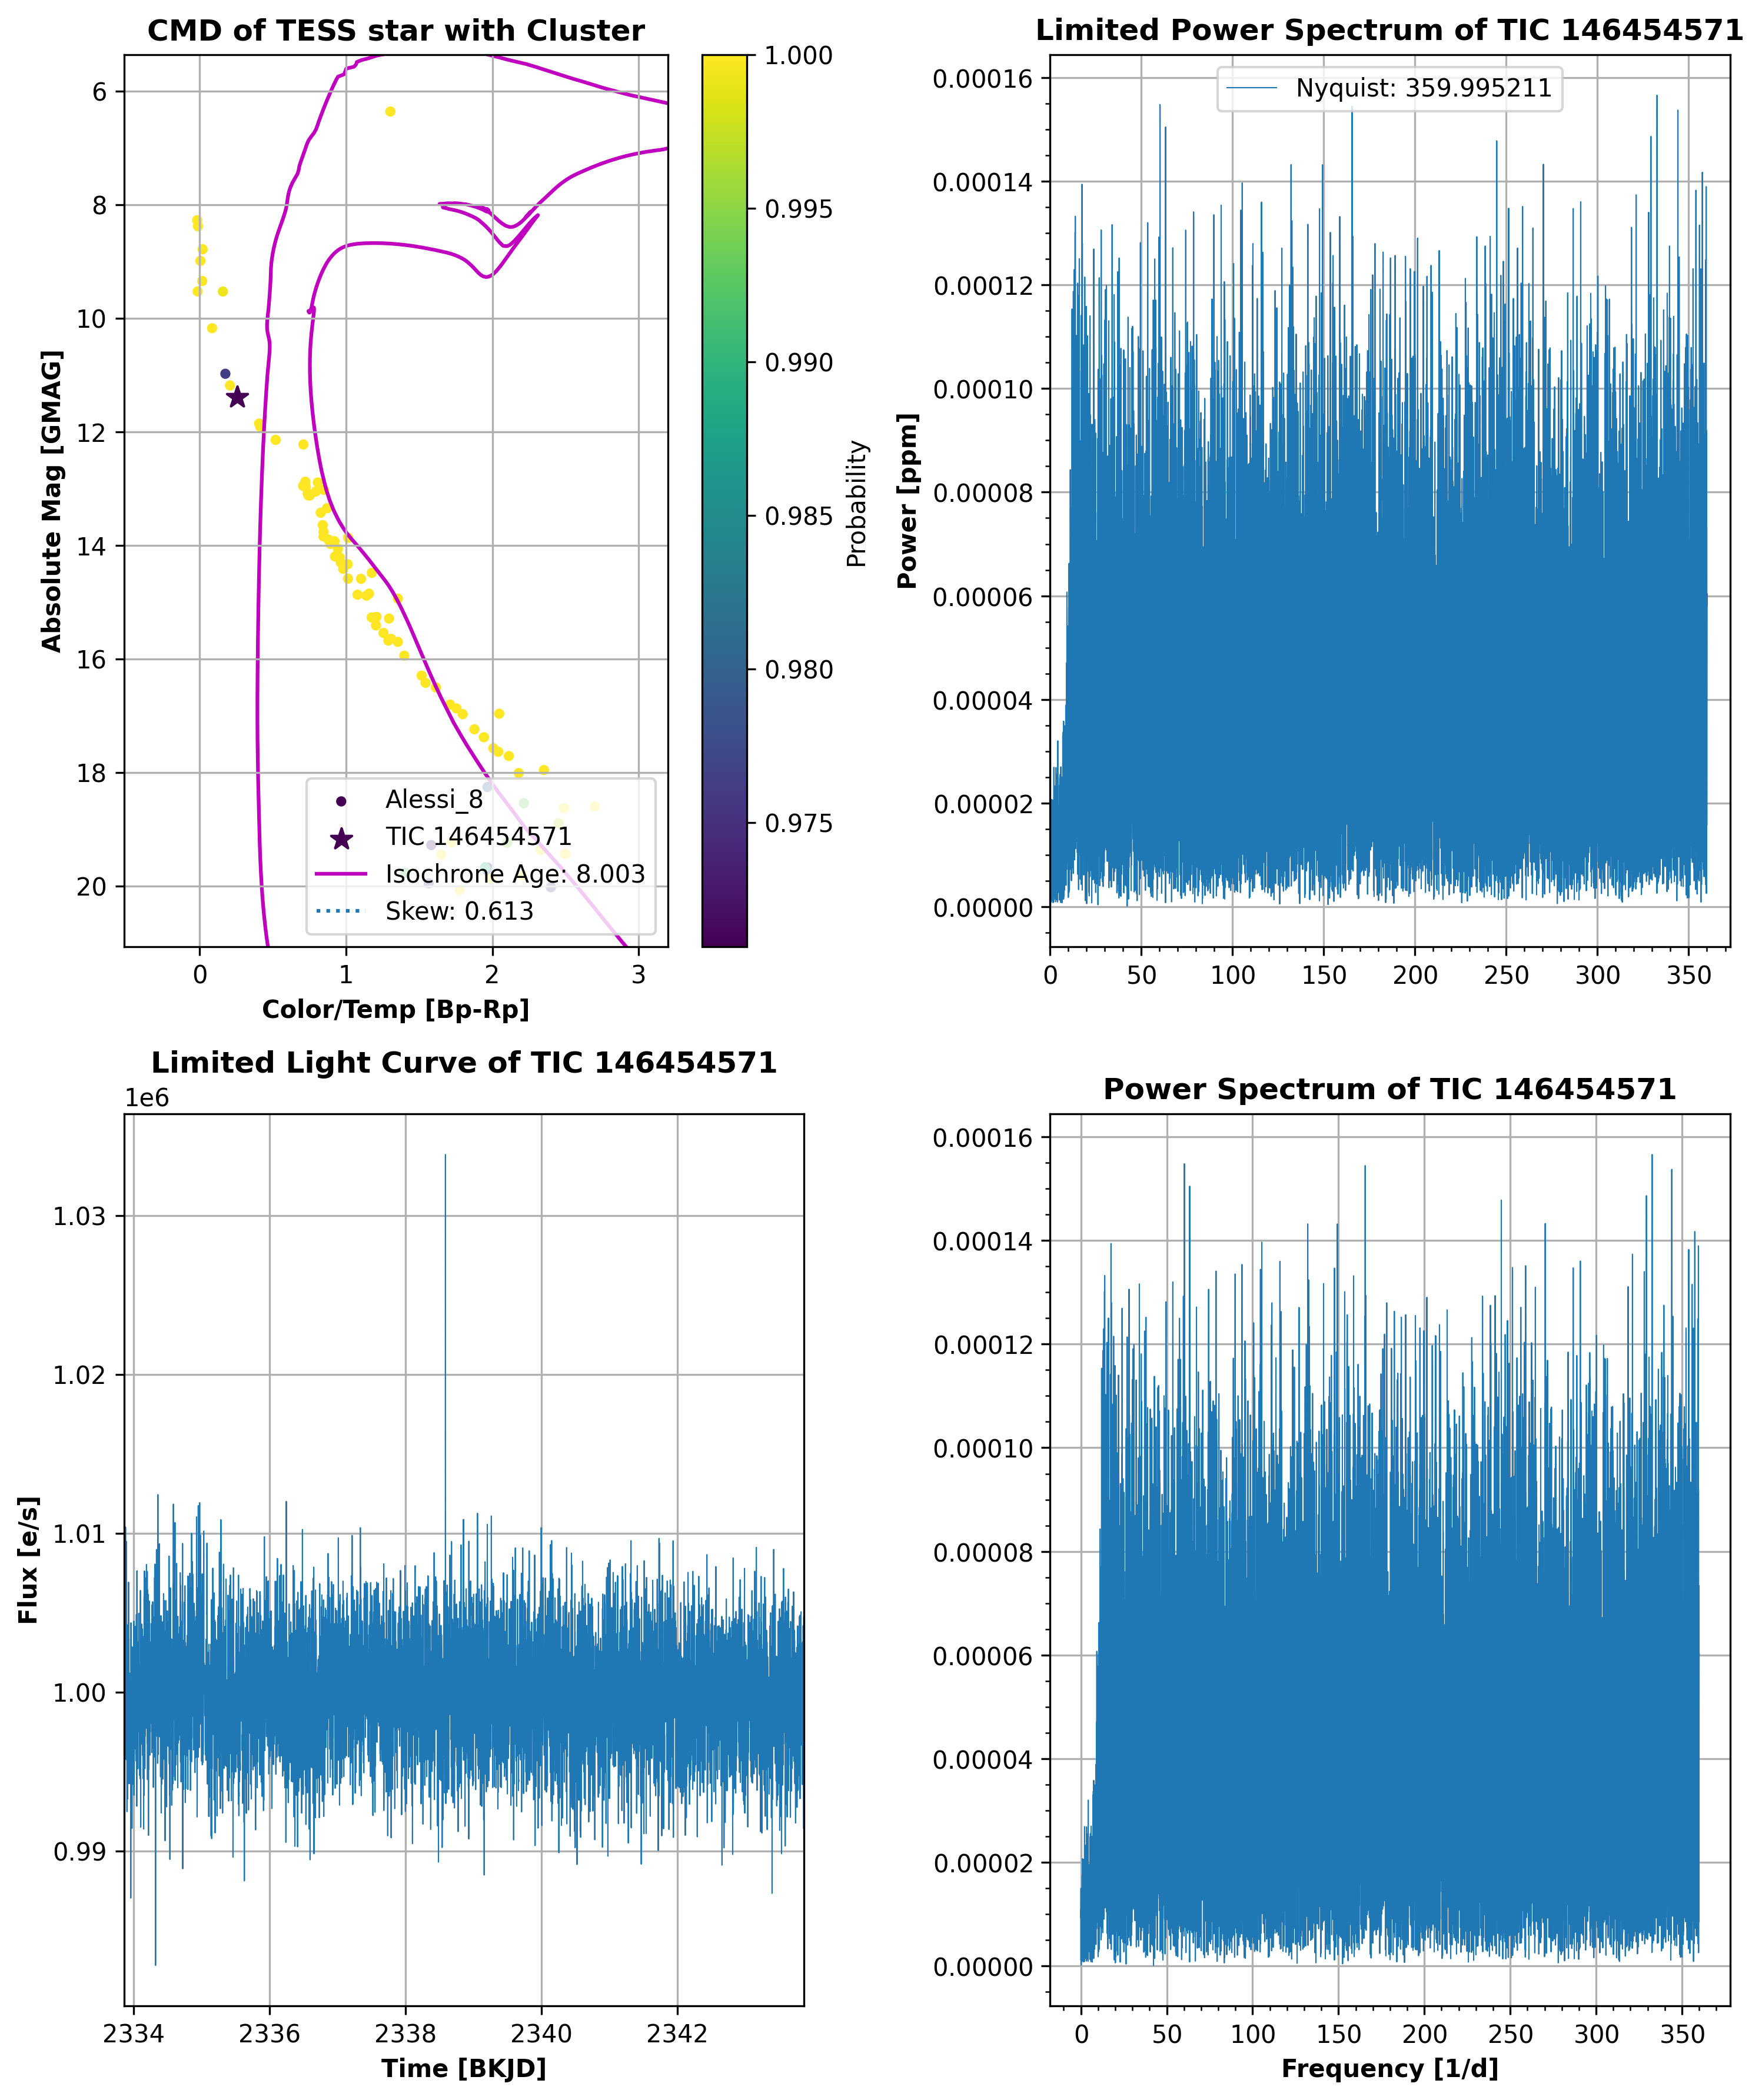 CMD of TESS star with Cluster
6
8
10
12
14
16
18
20
Absolute Mag [GMAG]
0 1 2 3
Color/Temp [Bp-Rp]
Alessi_8
TIC 146454571
Isochrone Age: 8.003
Skew: 0.613
1.000
0.995
0.990
0.985
0.980
0.975
Probability
Limited Power Spectrum of TIC 146454571
Nyquist: 359.995211
0.00016
0.00014
0.00012
0.00010
0.00008
0.00006
0.00004
0.00002
0.00000
Power [ppm]
0 50 100 150 200 250 300 350
Limited Light Curve of TIC 146454571
1e6
1.03
1.02
1.01
1.00
0.99
Flux [e/s]
2334 2336 2338 2340 2342
Time [BKJD]
Power Spectrum of TIC 146454571
0.00016
0.00014
0.00012
0.00010
0.00008
0.00006
0.00004
0.00002
0.00000
0 50 100 150 200 250 300 350
Frequency [1/d]